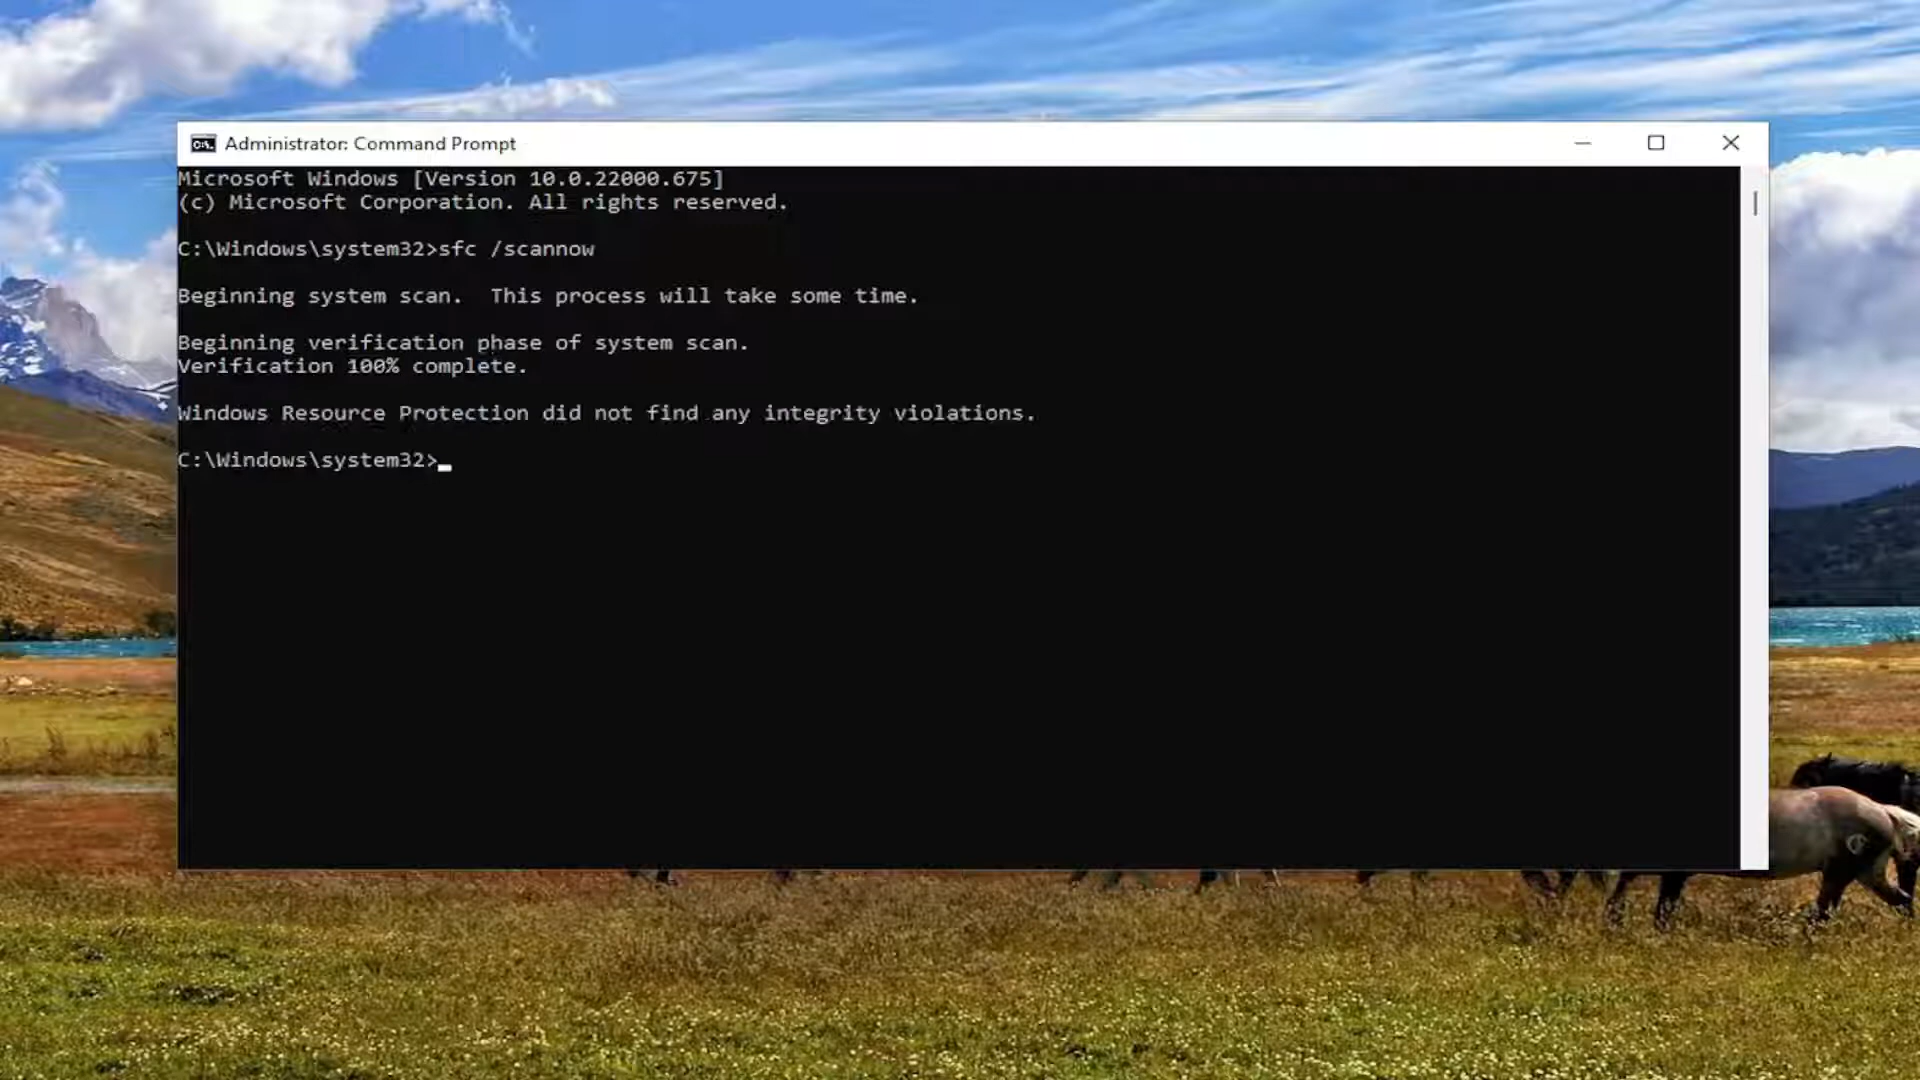 Administrator: Command Prompt
Microsoft Windows [Version 10.0.22000.675]
(c) Microsoft Corporation. All rights reserved.
C:\Windows\system32>sfc /scannow
Beginning system scan.  This process will take some time.
Beginning verification phase of system scan.
Verification 100% complete.
Windows Resource Protection did not find any integrity violations.
C:\Windows\system32>